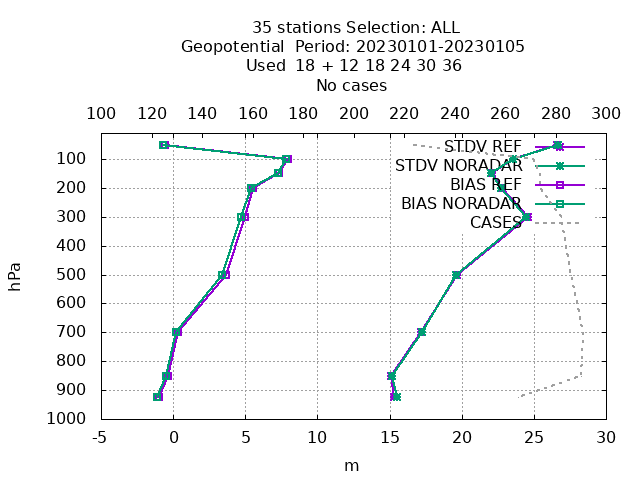 35 stations Selection: ALL
Geopotential  Period: 20230101-20230105
Used  18 + 12 18 24 30 36
No cases
100 120 140 160 180 200 220 240 260 280 300
STDV REF
STDV NORADAR
BIAS REF
BIAS NORADAR
CASES
100
200
300
400
500
600
700
800
900
1000
hPa
-5 0 5 10 15 20 25 30
m